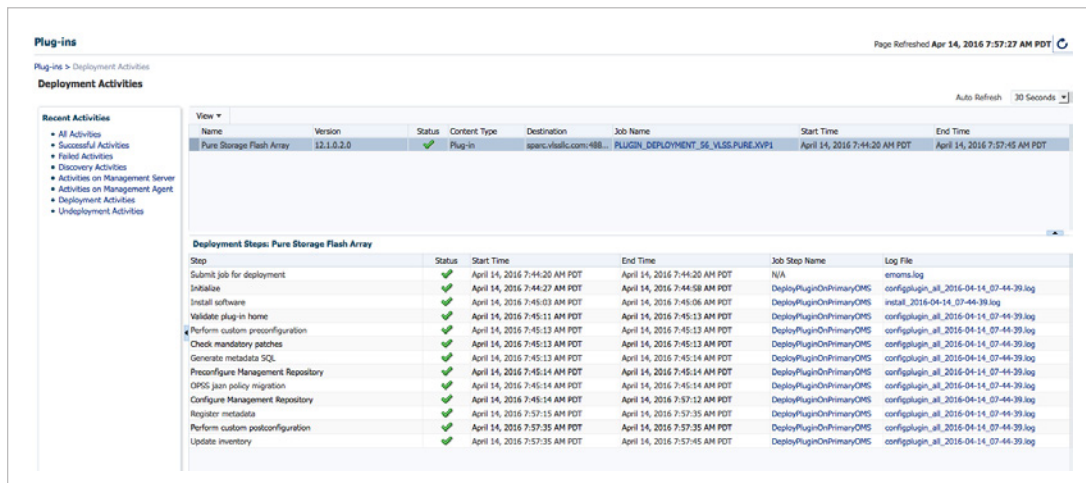 Plug-ins
Page Refreshed Apr 14, 2016 7:57:27 AM PDT
Plug-ins > Deployment Activities
Deployment Activities
Auto Refresh 30 Seconds
Recent Activities
All Activities
Successful Activities
Failed Activities
Discovery Activities
Activities on Management Server
Activities on Management Agent
Deployment Activities
Undeployment Activities
View
Name Version Status Content Type Destination Job Name Start Time End Time
Pure Storage Flash Array 12.1.0.2.0 Plug-in sparc.vlssllc.com:488... PLUGIN_DEPLOYMENT_56_VLSS.PURE.XVP1 April 14, 2016 7:44:20 AM PDT April 14, 2016 7:57:45 AM PDT
Deployment Steps: Pure Storage Flash Array
Step Status Start Time End Time Job Step Name Log File
Submit job for deployment April 14, 2016 7:44:20 AM PDT April 14, 2016 7:44:20 AM PDT N/A emoms.log
Initialize April 14, 2016 7:44:27 AM PDT April 14, 2016 7:44:58 AM PDT DeployPluginOnPrimaryOMS configplugin_all_2016-04-14_07-44-39.log
Install software April 14, 2016 7:45:03 AM PDT April 14, 2016 7:45:06 AM PDT DeployPluginOnPrimaryOMS install_2016-04-14_07-44-39.log
Validate plug-in home April 14, 2016 7:45:11 AM PDT April 14, 2016 7:45:13 AM PDT DeployPluginOnPrimaryOMS configplugin_all_2016-04-14_07-44-39.log
Perform custom preconfiguration April 14, 2016 7:45:13 AM PDT April 14, 2016 7:45:13 AM PDT DeployPluginOnPrimaryOMS configplugin_all_2016-04-14_07-44-39.log
Check mandatory patches April 14, 2016 7:45:13 AM PDT April 14, 2016 7:45:13 AM PDT DeployPluginOnPrimaryOMS configplugin_all_2016-04-14_07-44-39.log
Generate metadata SQL April 14, 2016 7:45:13 AM PDT April 14, 2016 7:45:14 AM PDT DeployPluginOnPrimaryOMS configplugin_all_2016-04-14_07-44-39.log
Preconfigure Management Repository April 14, 2016 7:45:14 AM PDT April 14, 2016 7:45:14 AM PDT DeployPluginOnPrimaryOMS configplugin_all_2016-04-14_07-44-39.log
OPSS jazn policy migration April 14, 2016 7:45:14 AM PDT April 14, 2016 7:45:14 AM PDT DeployPluginOnPrimaryOMS configplugin_all_2016-04-14_07-44-39.log
Configure Management Repository April 14, 2016 7:45:14 AM PDT April 14, 2016 7:57:12 AM PDT DeployPluginOnPrimaryOMS configplugin_all_2016-04-14_07-44-39.log
Register metadata April 14, 2016 7:57:15 AM PDT April 14, 2016 7:57:35 AM PDT DeployPluginOnPrimaryOMS configplugin_all_2016-04-14_07-44-39.log
Perform custom postconfiguration April 14, 2016 7:57:35 AM PDT April 14, 2016 7:57:35 AM PDT DeployPluginOnPrimaryOMS configplugin_all_2016-04-14_07-44-39.log
Update inventory April 14, 2016 7:57:35 AM PDT April 14, 2016 7:57:45 AM PDT DeployPluginOnPrimaryOMS configplugin_all_2016-04-14_07-44-39.log